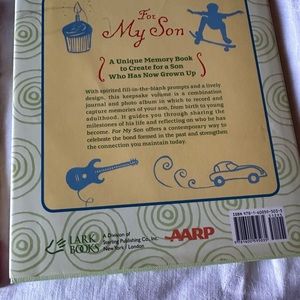 For
My Son
A Unique Memory Book
to Create for a Son
Who Has Now Grown Up
With spirited fill-in-the-blank prompts and a lively
design, this keepsake volume is a combination
journal and photo album in which to record and
capture memories of your son, from birth to young
adulthood. It guides you through sharing the
milestones of his life and reflecting on who he has
become. For My Son offers a contemporary way to
celebrate the bond formed in the past and strengthen
the connection you maintain today.
LARK
BOOKS
A Division of
Sterling Publishing Co., Inc.
New York / London
AARP